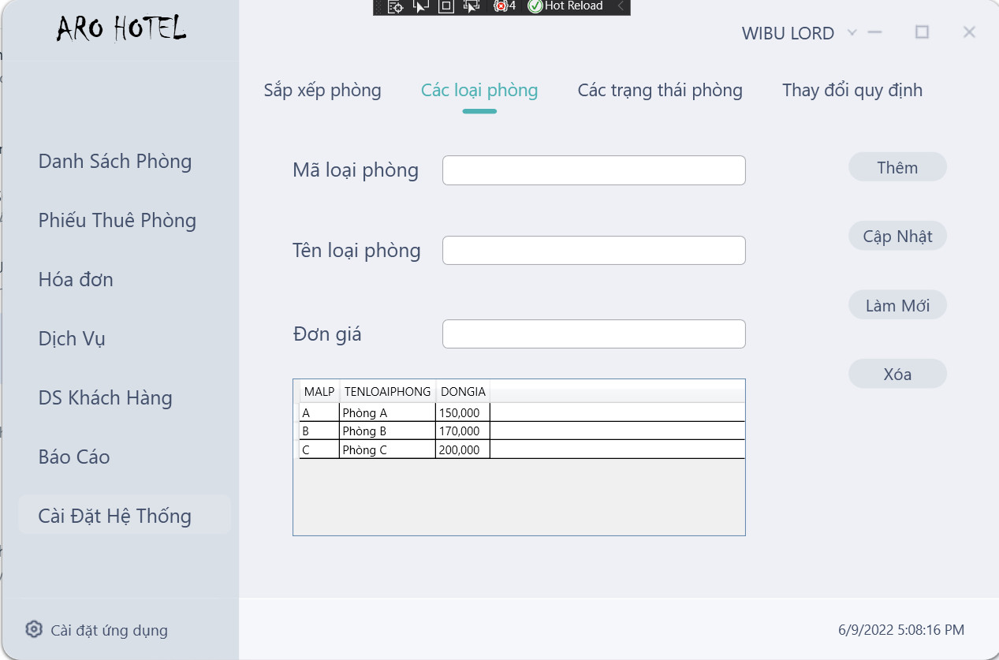 4 Hot Reload
ARO HOTEL
WIBU LORD
Sắp xếp phòng Các loại phòng Các trạng thái phòng Thay đổi quy định
Danh Sách Phòng
Phiếu Thuê Phòng
Hóa đơn
Dịch Vụ
DS Khách Hàng
Báo Cáo
Cài Đặt Hệ Thống
Cài đặt ứng dụng
Mã loại phòng
Tên loại phòng
Đơn giá
Thêm
Cập Nhật
Làm Mới
Xóa
MALP TENLOAIPHONG DONGIA
A Phòng A 150,000
B Phòng B 170,000
C Phòng C 200,000
6/9/2022 5:08:16 PM